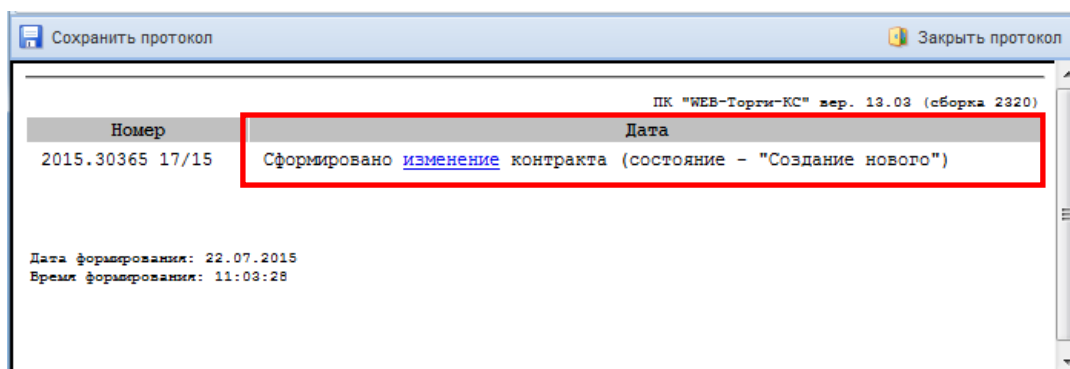 Сохранить протокол Закрыть протокол
ПК "WEB-Торги-КС" вер. 13.03 (сборка 2320)
Номер Дата
2015.30365 17/15 Сформировано изменение контракта (состояние - "Создание нового")
Дата формирования: 22.07.2015
Время формирования: 11:03:28